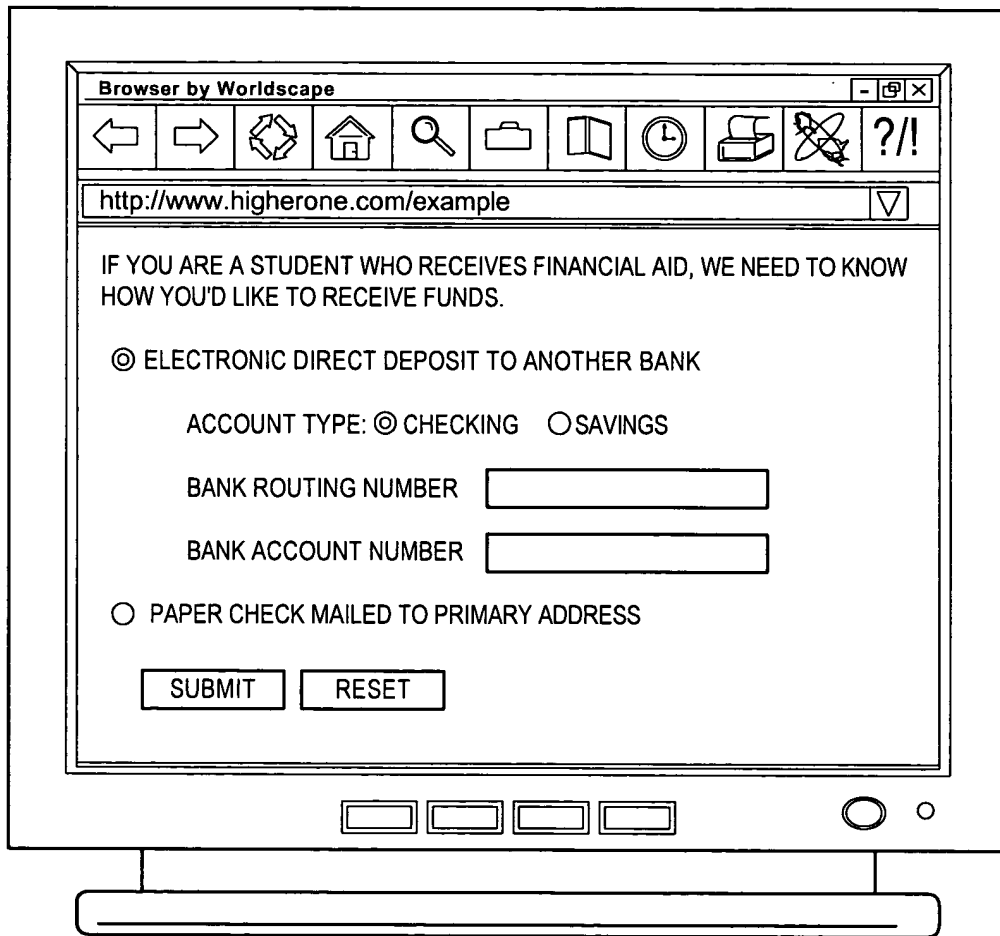 Browser by Worldscape
?/!
http://www.higherone.com/example
IF YOU ARE A STUDENT WHO RECEIVES FINANCIAL AID, WE NEED TO KNOW
HOW YOU'D LIKE TO RECEIVE FUNDS.
ELECTRONIC DIRECT DEPOSIT TO ANOTHER BANK
ACCOUNT TYPE: CHECKING SAVINGS
BANK ROUTING NUMBER
BANK ACCOUNT NUMBER
PAPER CHECK MAILED TO PRIMARY ADDRESS
SUBMIT RESET